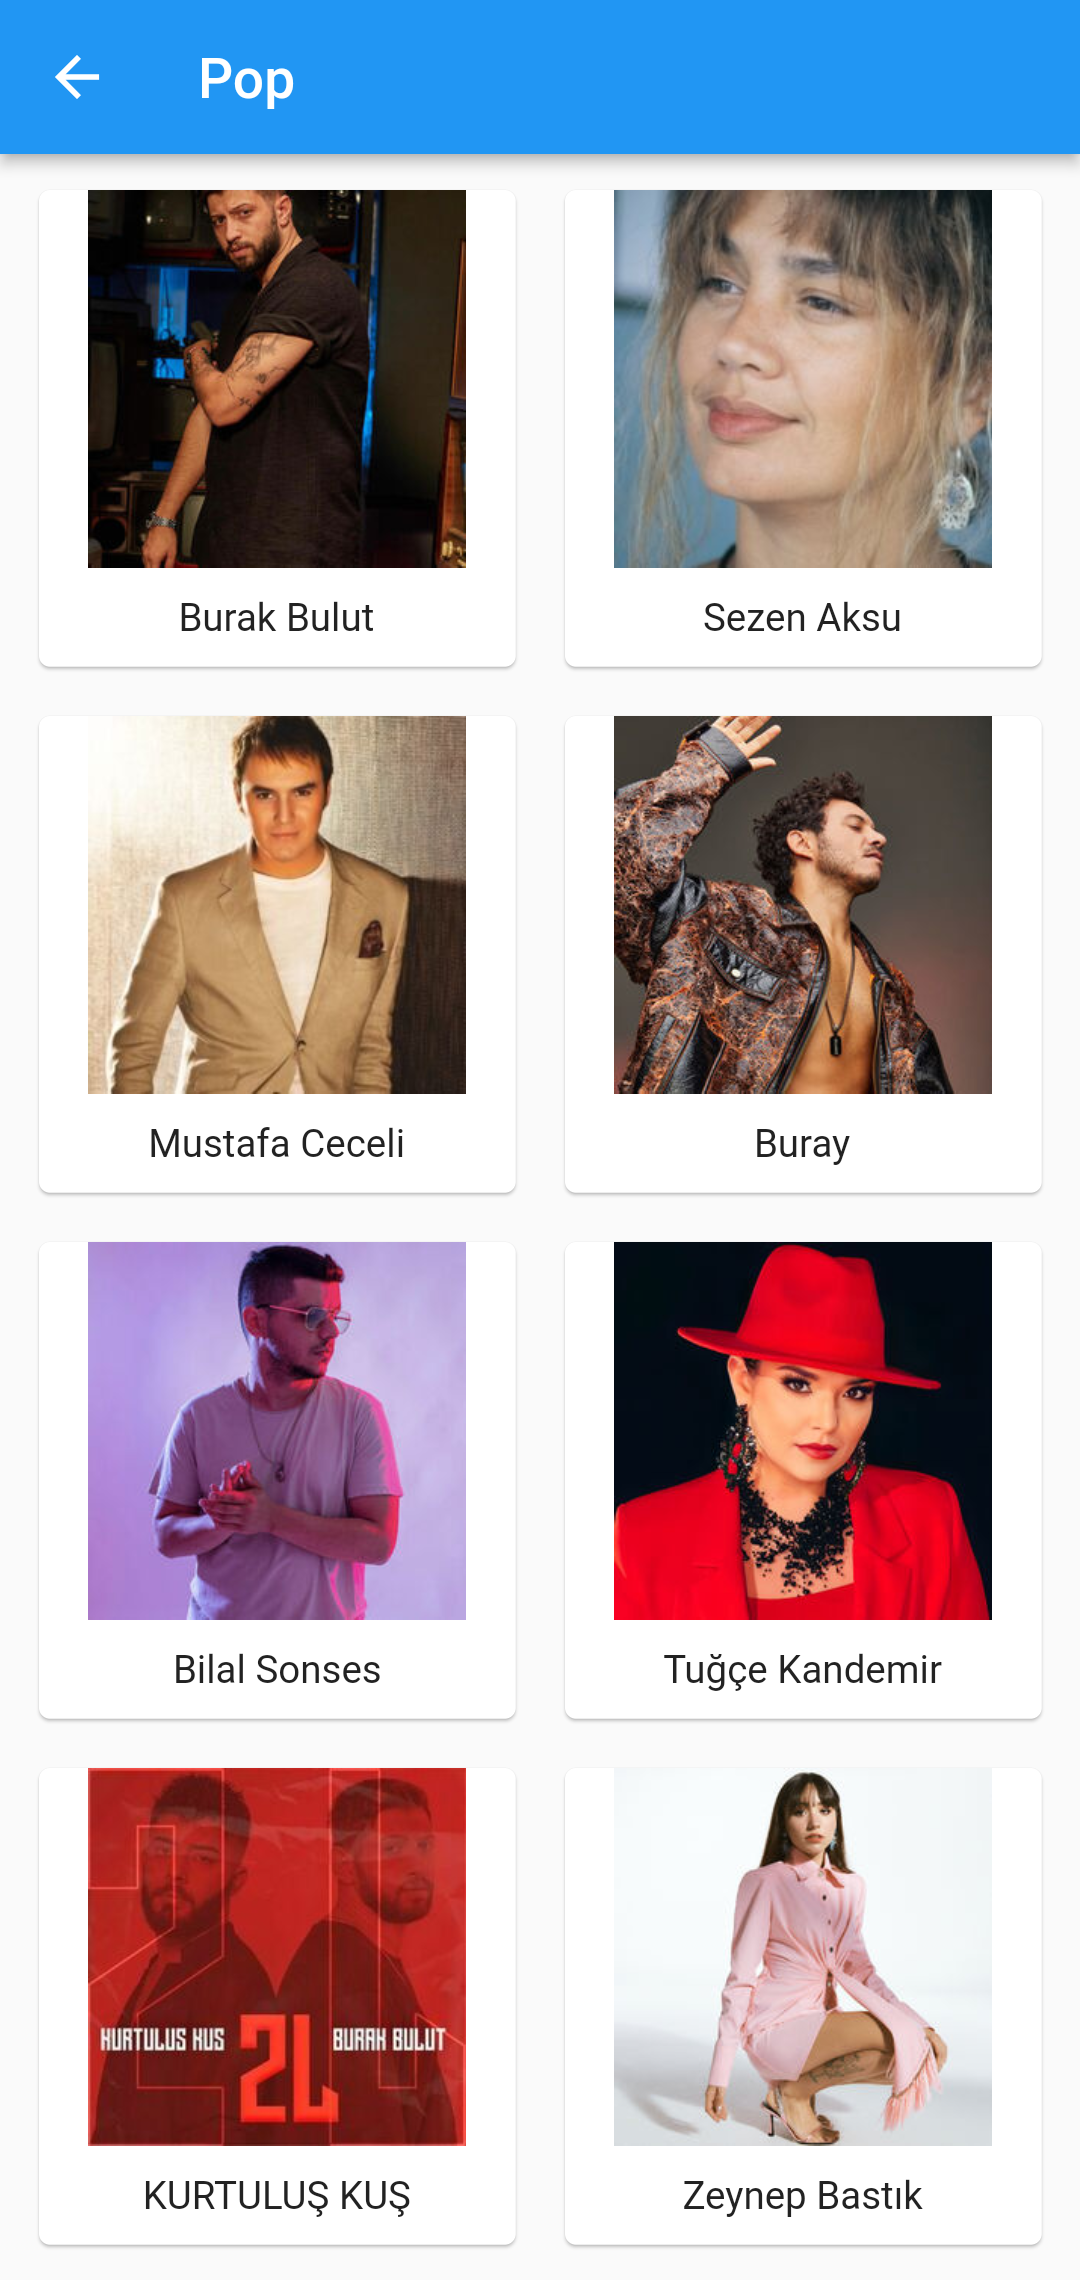 Pop
Burak Bulut
Sezen Aksu
Mustafa Ceceli
Buray
Bilal Sonses
Tuğçe Kandemir
KURTULUS KUS
2L
BURAK BULUT
KURTULUŞ KUŞ
Zeynep Bastık